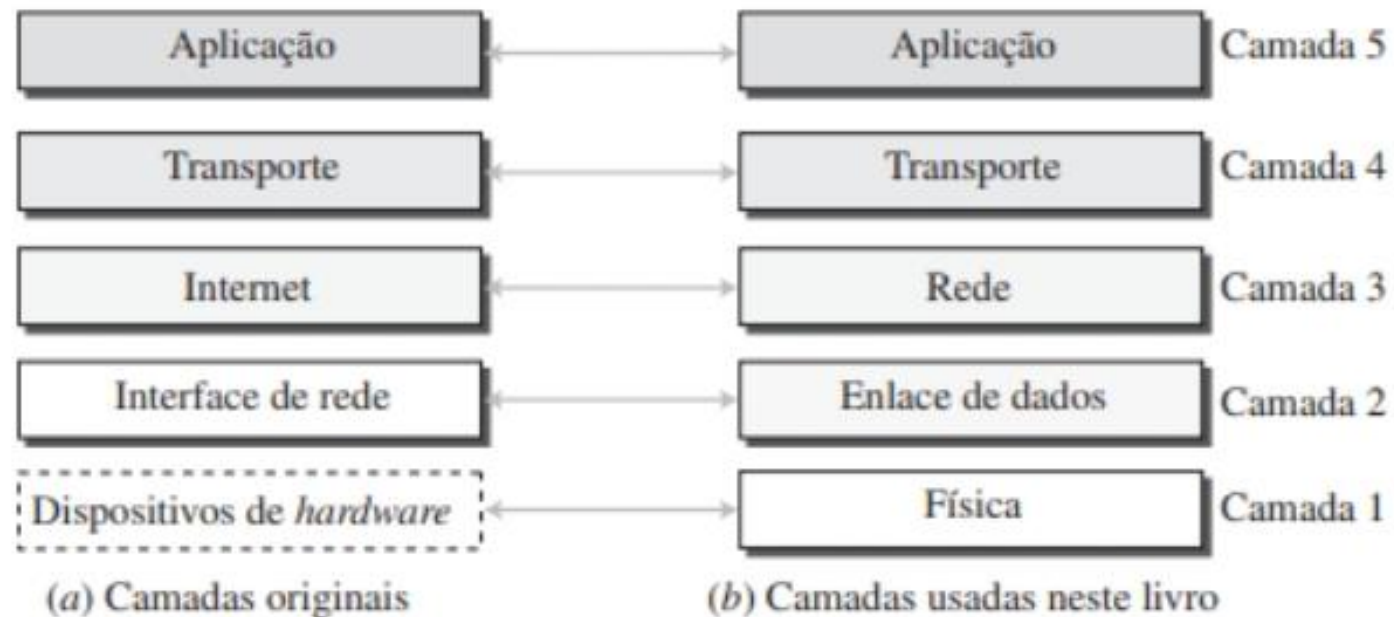 Aplicação Aplicação Camada 5
Transporte Transporte Camada 4
Internet Rede Camada 3
Interface de rede Enlace de dados Camada 2
Dispositivos de hardware Física Camada 1
(a) Camadas originais (b) Camadas usadas neste livro